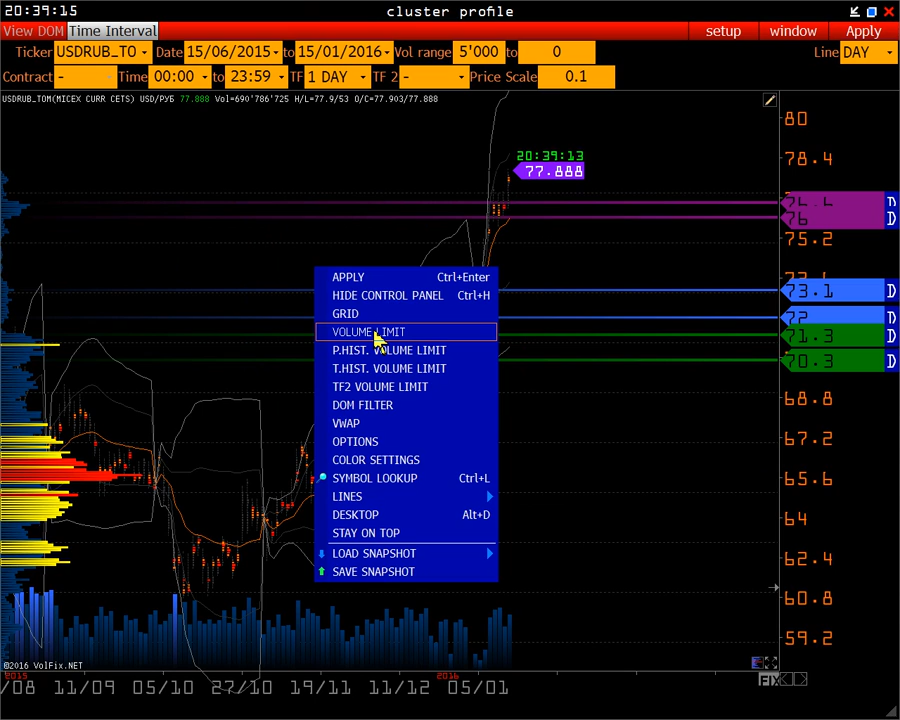 20:39:15 cluster profile
View DOM Time Interval setup window Apply
Ticker USDRUB_TO Date 15/06/2015 to 15/01/2016 Vol range 5'000 to 0 Line DAY
Contract - Time 00:00 to 23:59 TF 1 DAY TF 2 - Price Scale 0.1
USDRUB_TOM(MICEX CURR CETS) USD/РУБ 77.888 Vol=690'786'725 H/L=77.9/53 O/C=77.903/77.888
80
20:39:13
78.4
77.888
D
76 D
75.2
73.1 D
72 D
71.3 D
70.3 D
68.8
67.2
65.6
64
62.4
60.8
59.2
APPLY Ctrl+Enter
HIDE CONTROL PANEL Ctrl+H
GRID
VOLUME LIMIT
P.HIST. VOLUME LIMIT
T.HIST. VOLUME LIMIT
TF2 VOLUME LIMIT
DOM FILTER
VWAP
OPTIONS
COLOR SETTINGS
SYMBOL LOOKUP Ctrl+L
LINES
DESKTOP Alt+D
STAY ON TOP
LOAD SNAPSHOT
SAVE SNAPSHOT
©2016 VolFix.NET
2015 2016
/08 11/09 05/10 27/10 19/11 11/12 05/01
FIX